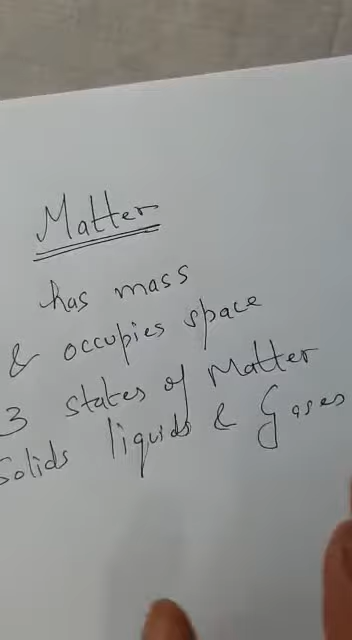 Matter
has mass
& occupies space
3 states of Matter
Solids liquids & Gases